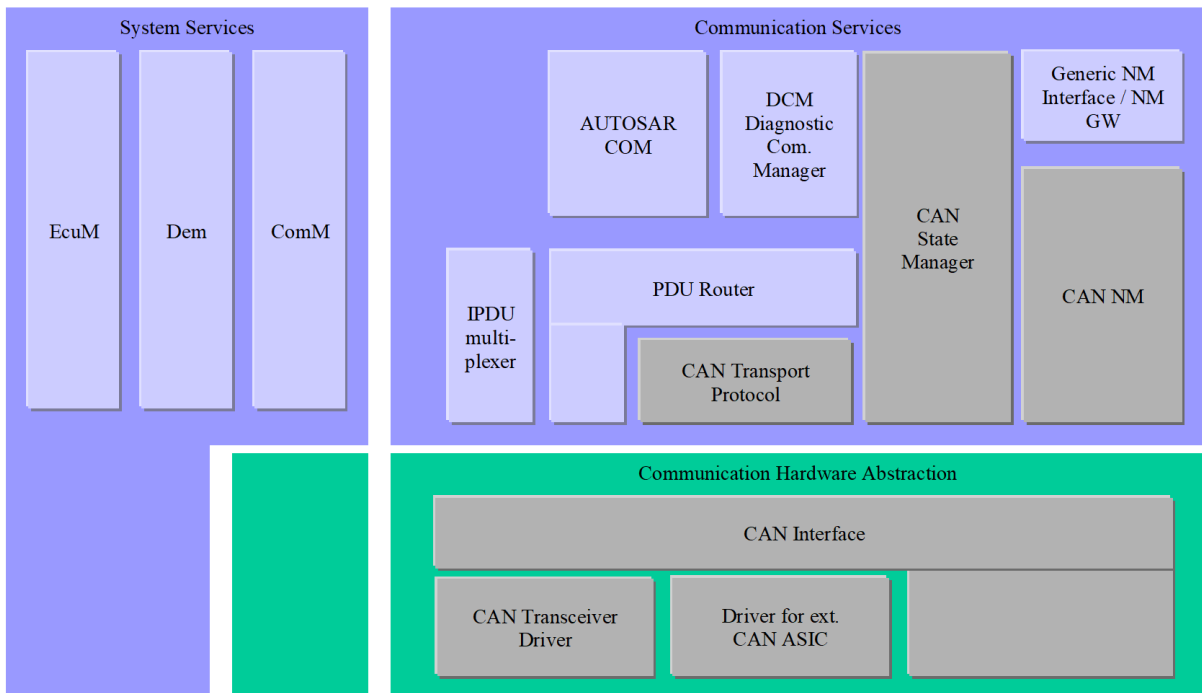 System Services
EcuM
Dem
ComM
Communication Services
AUTOSAR
COM
DCM
Diagnostic
Com.
Manager
CAN
State
Manager
Generic NM
Interface / NM
GW
CAN NM
IPDU
multi-
plexer
PDU Router
CAN Transport
Protocol
Communication Hardware Abstraction
CAN Interface
CAN Transceiver
Driver
Driver for ext.
CAN ASIC